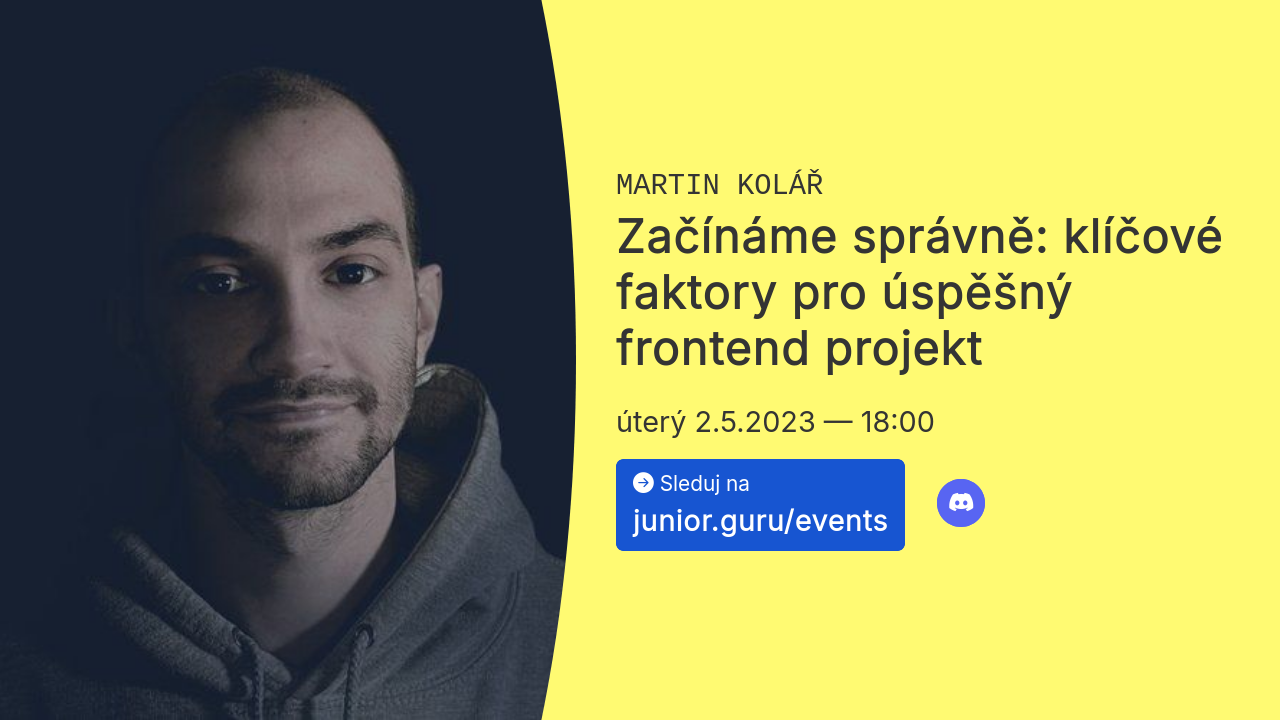 MARTIN KOLÁŘ
Začínáme správně: klíčové
faktory pro úspěšný
frontend projekt
úterý 2.5.2023 — 18:00
Sleduj na
junior.guru/events